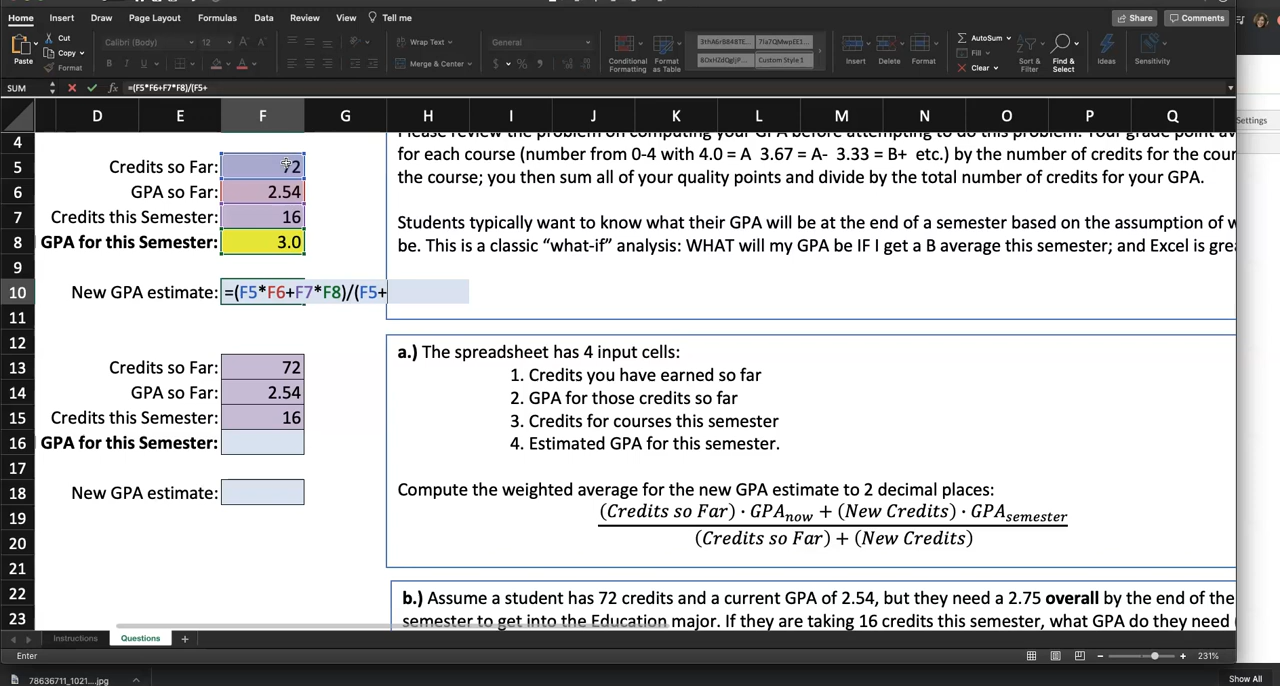 Home Insert Draw Page Layout Formulas Data Review View Tell me Share Comments
Cut Calibri (Body) 12 Wrap Text General AutoSum
Copy Fill
Paste Format Merge & Center Conditional Formatting Format as Table Custom Style 1 Insert Delete Format Clear Sort & Filter Find & Select Ideas Sensitivity
SUM =(F5*F6+F7*F8)/(F5+
D E F G H I J K L M N O P Q
Settings
4
for each course (number from 0-4 with 4.0 = A 3.67 = A- 3.33 = B+ etc.) by the number of credits for the cour
5 Credits so Far: 72
the course; you then sum all of your quality points and divide by the total number of credits for your GPA.
6 GPA so Far: 2.54
7 Credits this Semester: 16
Students typically want to know what their GPA will be at the end of a semester based on the assumption of w
8 GPA for this Semester: 3.0
be. This is a classic “what-if” analysis: WHAT will my GPA be IF I get a B average this semester; and Excel is grea
9
10 New GPA estimate: =(F5*F6+F7*F8)/(F5+
11
12
a.) The spreadsheet has 4 input cells:
13 Credits so Far: 72
1. Credits you have earned so far
14 GPA so Far: 2.54
2. GPA for those credits so far
15 Credits this Semester: 16
3. Credits for courses this semester
16 GPA for this Semester:
4. Estimated GPA for this semester.
17
18 New GPA estimate:
Compute the weighted average for the new GPA estimate to 2 decimal places:
19 (Credits so Far) · GPAnow + (New Credits) · GPAsemester
20 (Credits so Far) + (New Credits)
21
22 b.) Assume a student has 72 credits and a current GPA of 2.54, but they need a 2.75 overall by the end of the
23 semester to get into the Education major. If they are taking 16 credits this semester, what GPA do they need
Instructions Questions +
Enter 231%
78636711_1021....jpg Show All